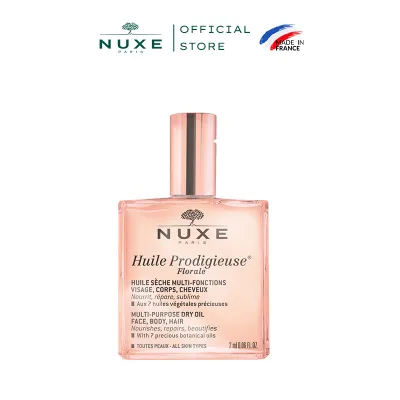 NUXE
PARIS
OFFICIAL
STORE
MADE IN
FRANCE
NUXE
PARIS
Huile Prodigieuse®
Florale
HUILE SÈCHE MULTI-FONCTIONS
VISAGE, CORPS, CHEVEUX
Nourrit, répare, sublime
Aux 7 huiles végétales précieuses
MULTI-PURPOSE DRY OIL
FACE, BODY, HAIR
Nourishes, repairs, beautifies
With 7 precious botanical oils
TOUTES PEAUX - ALL SKIN TYPES